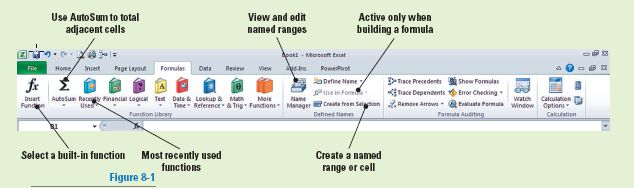 Use AutoSum to total
adjacent cells
View and edit
named ranges
Active only when
building a formula
Book1 - Microsoft Excel
File Home Insert Page Layout Formulas Data Review View Add-Ins PowerPivot
fx Insert Function
Σ AutoSum
Recently Used
Financial
Logical
Text
Date & Time
Lookup & Reference
Math & Trig
More Functions
Function Library
Name Manager
Define Name
Use in Formula
Create from Selection
Defined Names
Trace Precedents
Trace Dependents
Remove Arrows
Show Formulas
Error Checking
Evaluate Formula
Formula Auditing
Watch Window
Calculation Options
Calculation
B1 fx
Select a built-in function
Most recently used
functions
Create a named
range or cell
Figure 8-1